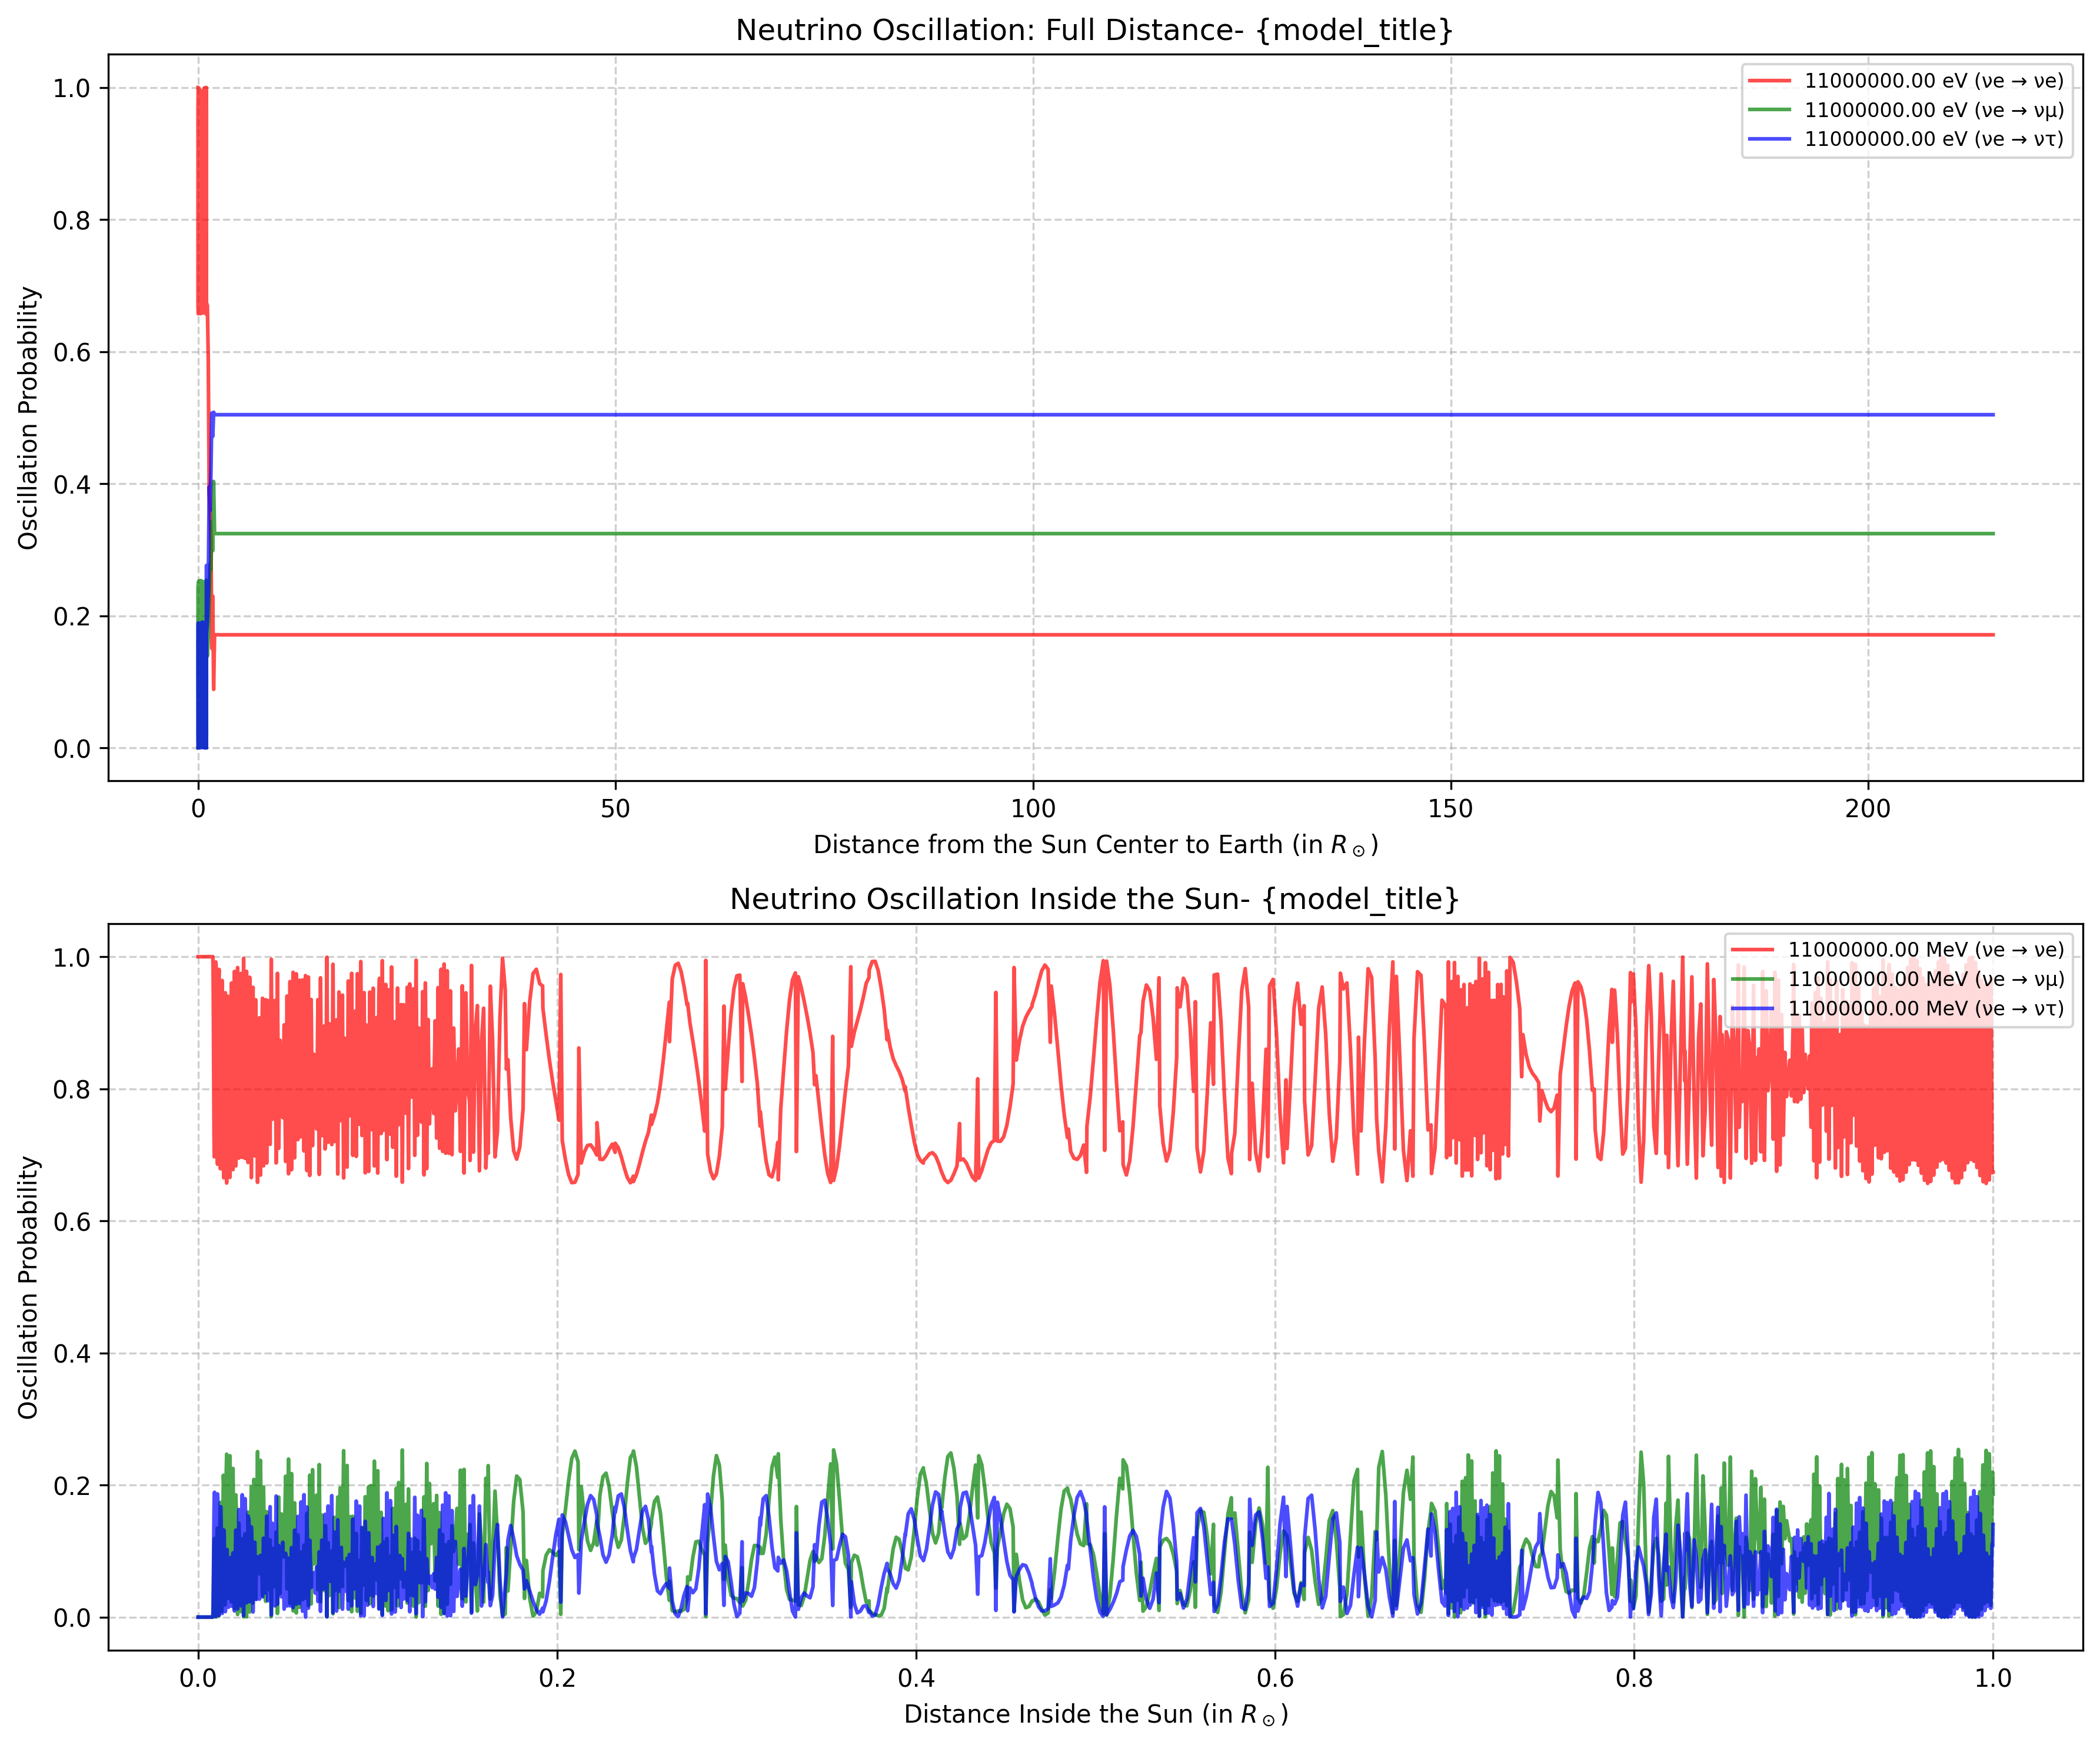 Neutrino Oscillation: Full Distance- {model_title}
Oscillation Probability
1.0
0.8
0.6
0.4
0.2
0.0
11000000.00 eV (νe → νe)
11000000.00 eV (νe → νμ)
11000000.00 eV (νe → ντ)
0
50
100
150
200
Distance from the Sun Center to Earth (in R⊙)
Neutrino Oscillation Inside the Sun- {model_title}
Oscillation Probability
1.0
0.8
0.6
0.4
0.2
0.0
11000000.00 MeV (νe → νe)
11000000.00 MeV (νe → νμ)
11000000.00 MeV (νe → ντ)
0.0
0.2
0.4
0.6
0.8
1.0
Distance Inside the Sun (in R⊙)